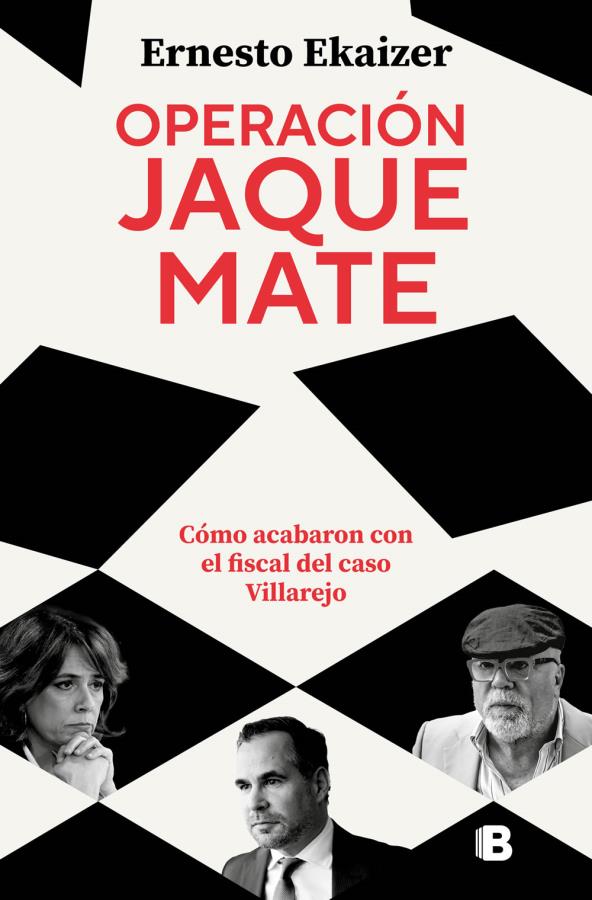 Ernesto Ekaizer
OPERACIÓN
JAQUE
MATE
Cómo acabaron con
el fiscal del caso
Villarejo
B